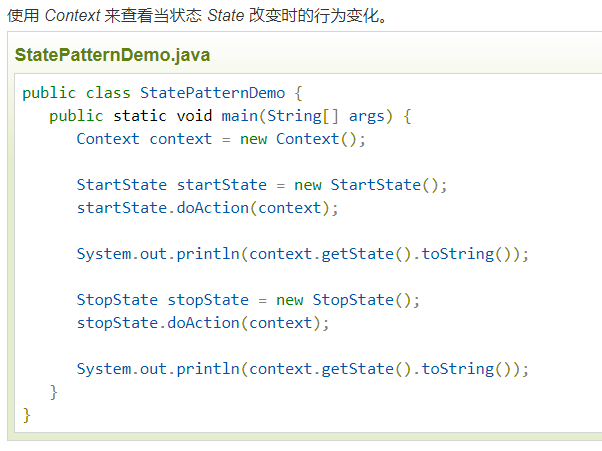 使用 Context 来查看当状态 State 改变时的行为变化。
StatePatternDemo.java
public class StatePatternDemo {
   public static void main(String[] args) {
      Context context = new Context();
      StartState startState = new StartState();
      startState.doAction(context);
      System.out.println(context.getState().toString());
      StopState stopState = new StopState();
      stopState.doAction(context);
      System.out.println(context.getState().toString());
   }
}